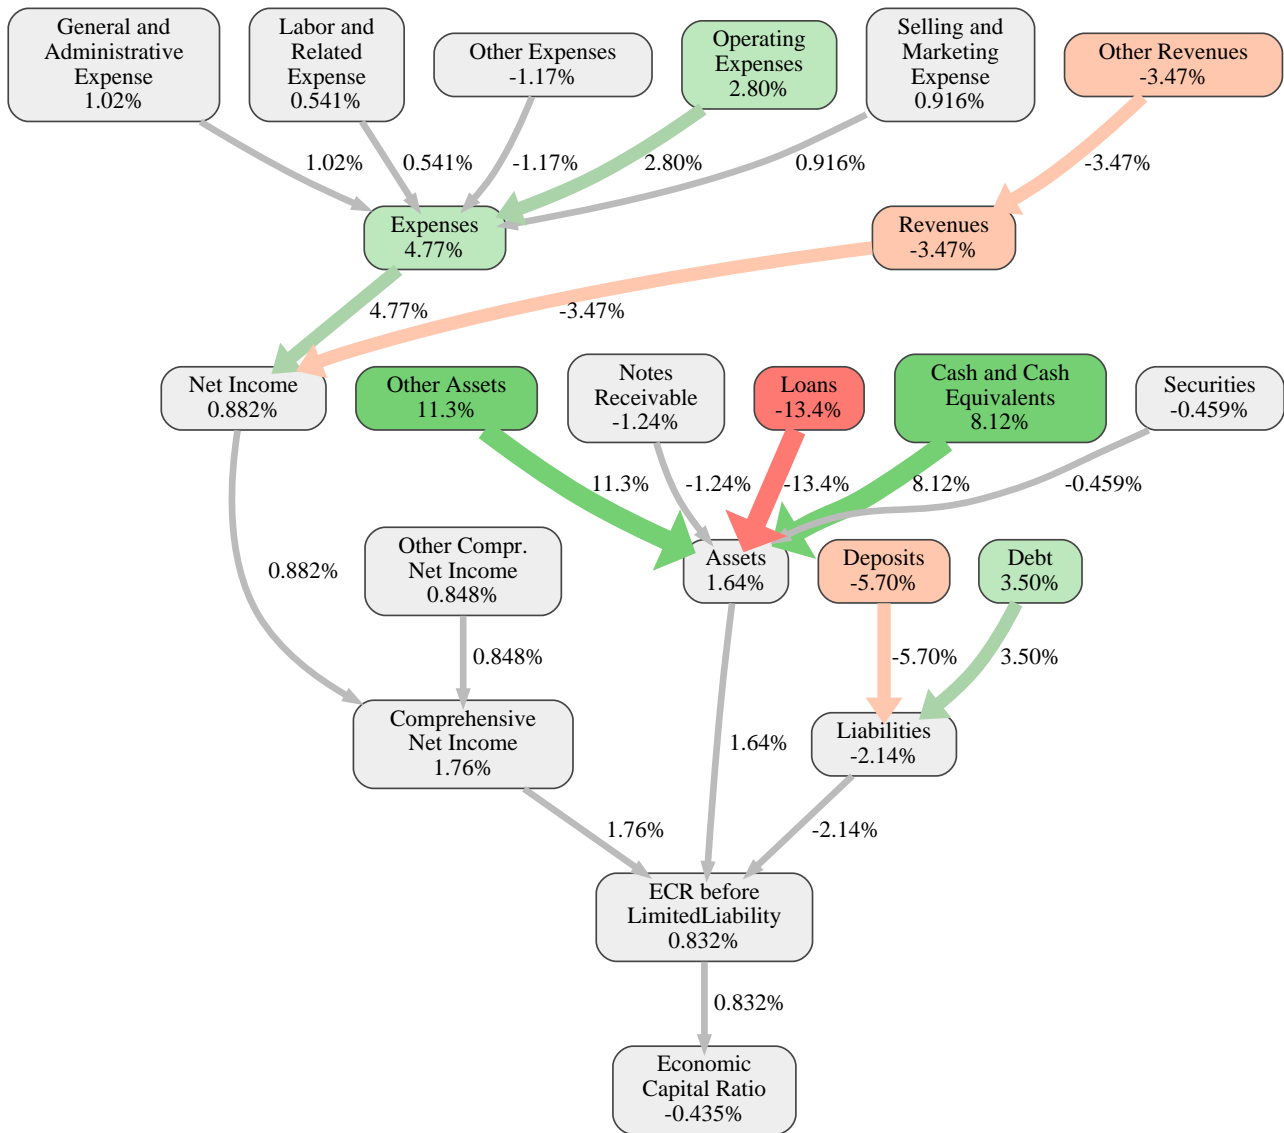 General and
Administrative
Expense
1.02%
Labor and
Related
Expense
0.541%
Other Expenses
-1.17%
Operating
Expenses
2.80%
Selling and
Marketing
Expense
0.916%
Other Revenues
-3.47%
1.02%
0.541%
-1.17%
2.80%
0.916%
-3.47%
Expenses
4.77%
Revenues
-3.47%
4.77%
-3.47%
Net Income
0.882%
Other Assets
11.3%
Notes
Receivable
-1.24%
Loans
-13.4%
Cash and Cash
Equivalents
8.12%
Securities
-0.459%
11.3%
-1.24%
-13.4%
8.12%
-0.459%
0.882%
Other Compr.
Net Income
0.848%
Assets
1.64%
Deposits
-5.70%
Debt
3.50%
0.848%
-5.70%
3.50%
Comprehensive
Net Income
1.76%
1.64%
Liabilities
-2.14%
1.76%
-2.14%
ECR before
LimitedLiability
0.832%
0.832%
Economic
Capital Ratio
-0.435%